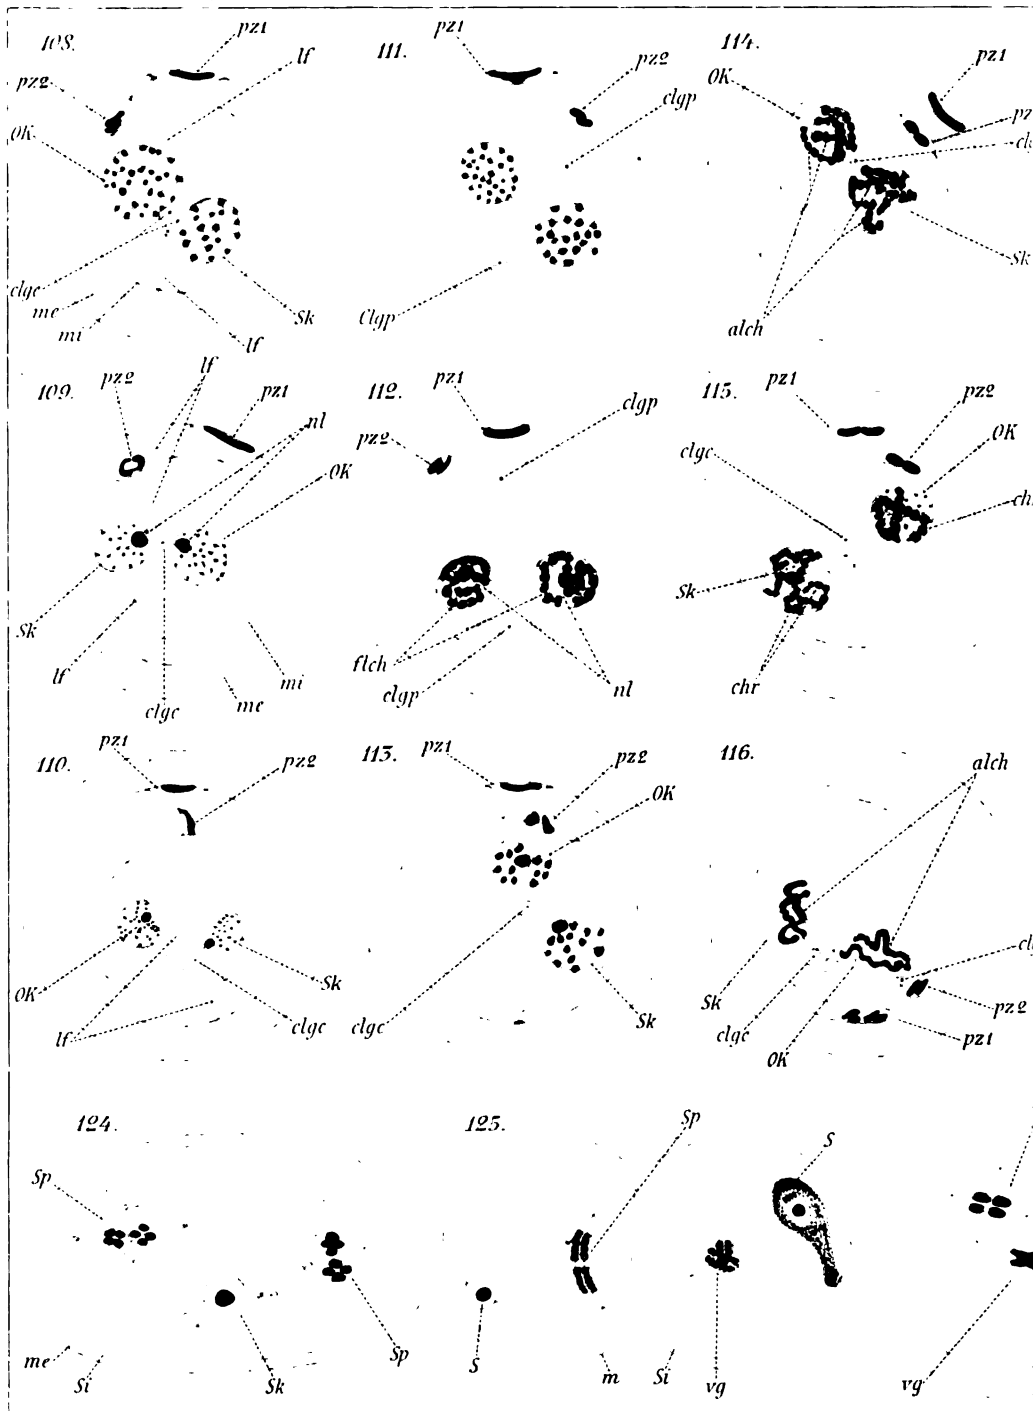 108.
pz1
lf
pz2
OK
clgc
me
mi
Sk
lf
111.
pz1
pz2
clgp
Clgp
114.
OK
pz1
Sk
alch
109.
pz2
lf
pz1
nl
OK
Sk
lf
clgc
me
mi
112.
pz1
pz2
clgp
flch
clgp
nl
115.
pz1
pz2
clgc
OK
Sk
chr
110.
pz1
pz2
OK
lf
Sk
clgc
113.
pz1
pz2
OK
clgc
Sk
116.
alch
Sk
clgc
OK
pz2
pz1
124.
Sp
me
Si
Sk
Sp
125.
Sp
S
m
S
Si
vg
vg